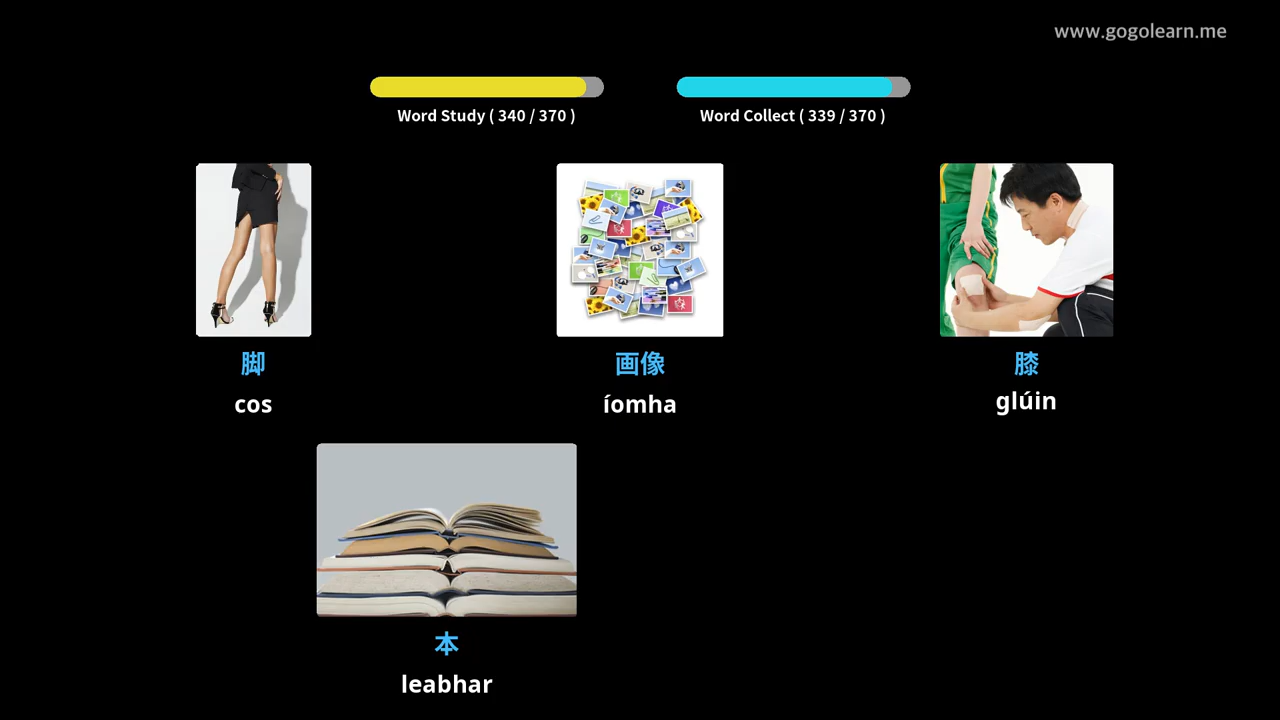 www.gogolearn.me
Word Study ( 340 / 370 )
Word Collect ( 339 / 370 )
脚
画像
膝
cos
íomha
glúin
本
leabhar